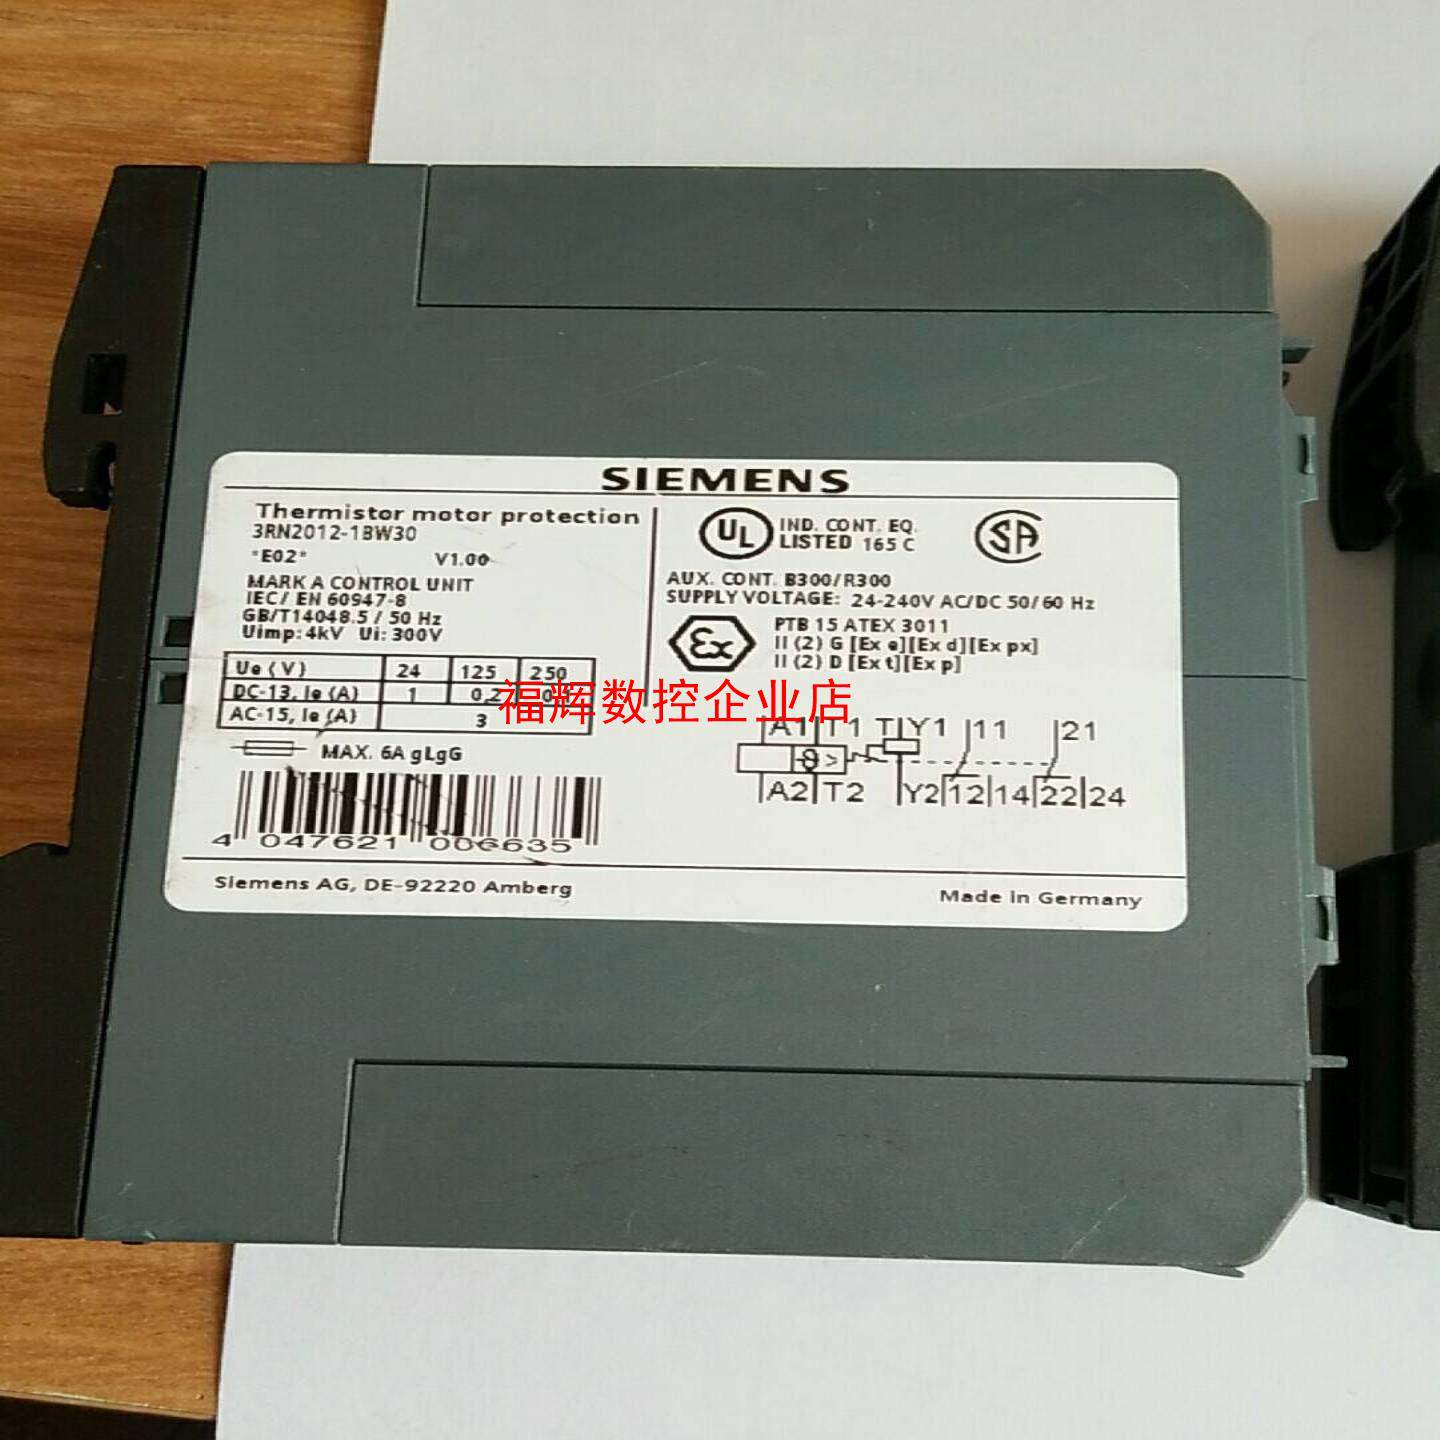 SIEMENS
Thermistor motor protection
3RN2012-1BW30
*E02* V1.00
MARK A CONTROL UNIT
IEC/ EN 60947-8
GB/T14048.5 / 50 Hz
Uimp: 4kV Ui: 300V
Ue (V) 24 125 250
DC-13, Ie (A) 1 0,2
AC-15, Ie (A) 3
MAX. 6A gLgG
4 047621 006635
UL IND. CONT. EQ.
LISTED 165 C
SA
AUX. CONT. B300/R300
SUPPLY VOLTAGE: 24-240V AC/DC 50/60 Hz
Ex PTB 15 ATEX 3011
II (2) G [Ex e][Ex d][Ex px]
II (2) D [Ex t][Ex p]
福辉数控企业店
A1 T1 T Y1 11 21
ϑ >
A2 T2 Y2 12 14 22 24
Siemens AG, DE-92220 Amberg
Made in Germany